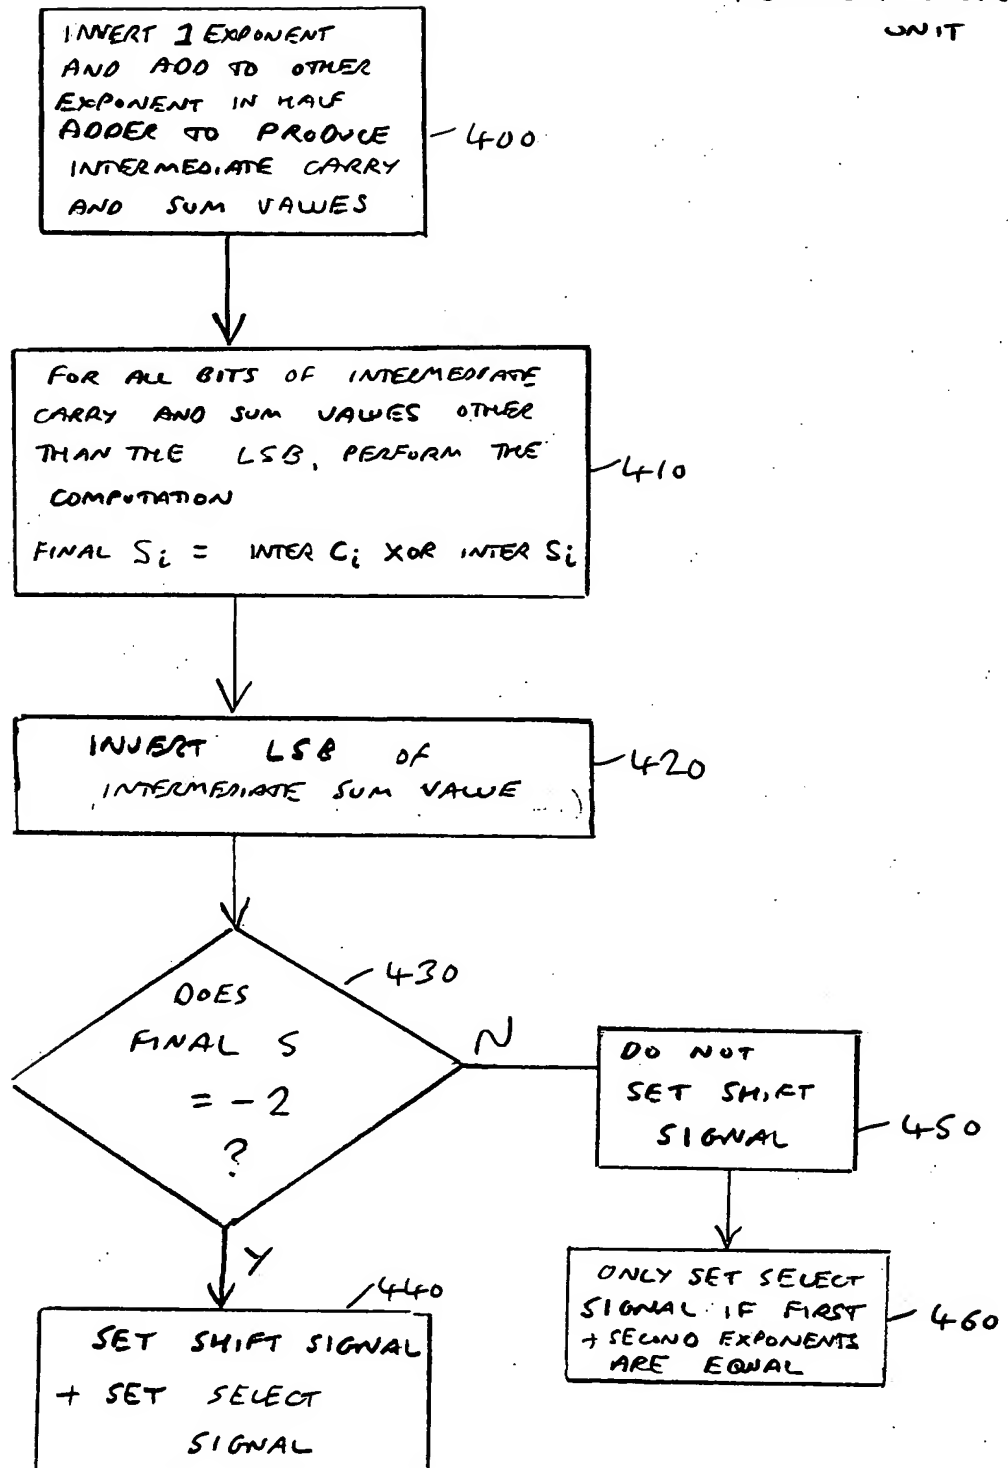 UNIT
INVERT 1 EXPONENT
AND ADD TO OTHER
EXPONENT IN HALF
ADDER TO PRODUCE
INTERMEDIATE CARRY
AND SUM VALUES
400
FOR ALL BITS OF INTERMEDIATE
CARRY AND SUM VALUES OTHER
THAN THE LSB, PERFORM THE
COMPUTATION
FINAL Si = INTER Ci XOR INTER Si
410
INVERT LSB OF
INTERMEDIATE SUM VALUE
420
DOES
FINAL S
= -2
?
430
N
DO NOT
SET SHIFT
SIGNAL
450
Y
440
SET SHIFT SIGNAL
+ SET SELECT
SIGNAL
ONLY SET SELECT
SIGNAL IF FIRST
+ SECOND EXPONENTS
ARE EQUAL
460